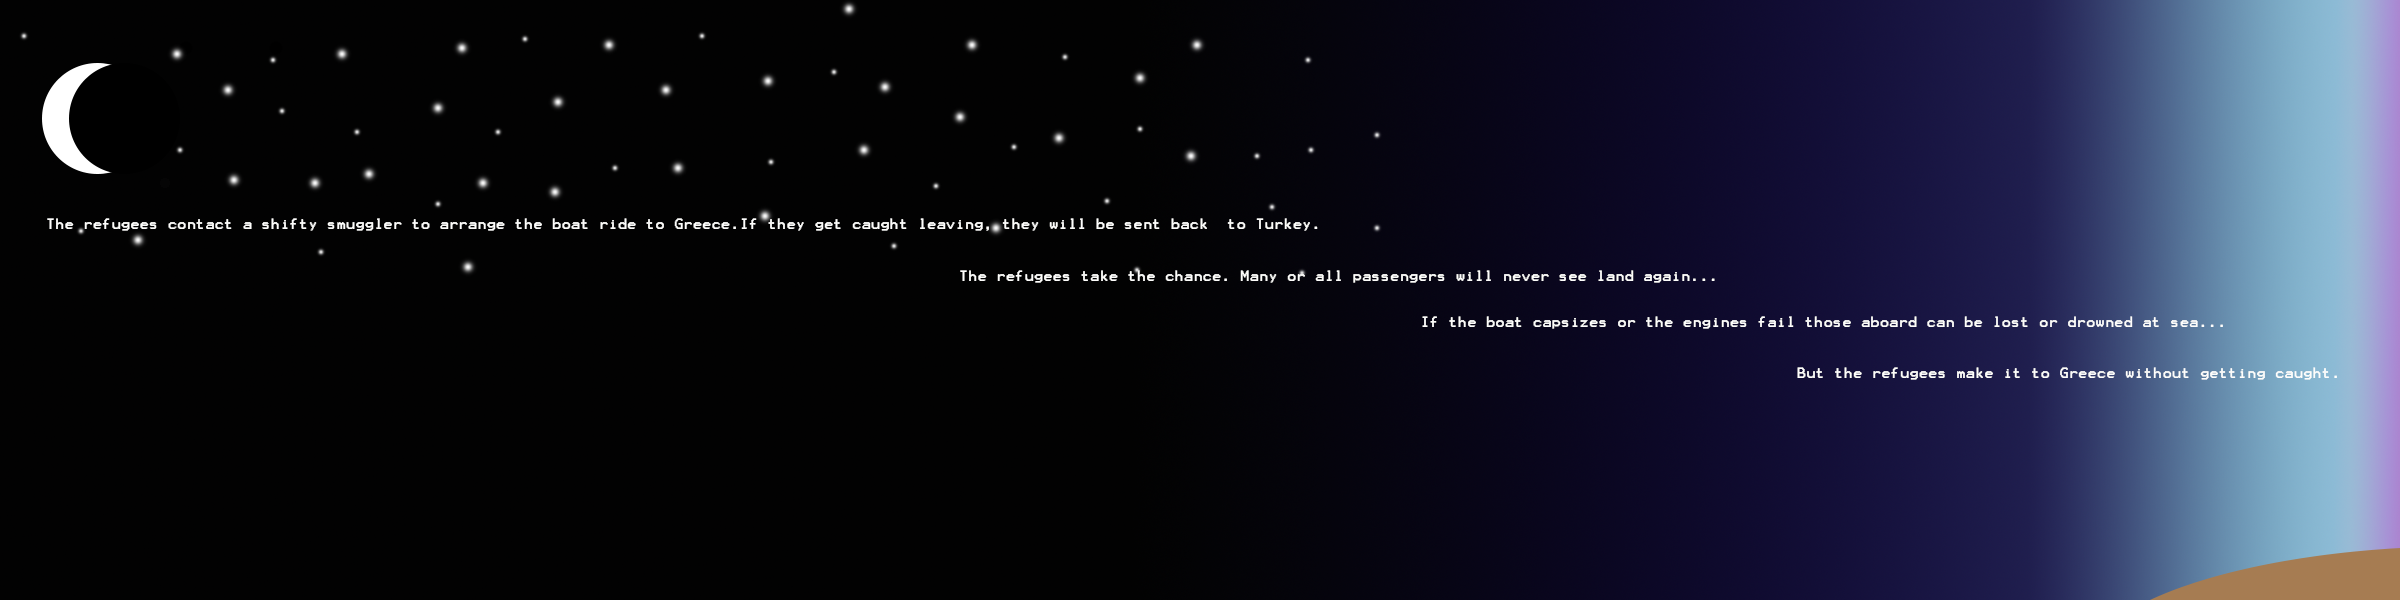 The refugees contact a shifty smuggler to arrange the boat ride to Greece.If they get caught leaving, they will be sent back  to Turkey.
The refugees take the chance. Many or all passengers will never see land again...
If the boat capsizes or the engines fail those aboard can be lost or drowned at sea...
But the refugees make it to Greece without getting caught.